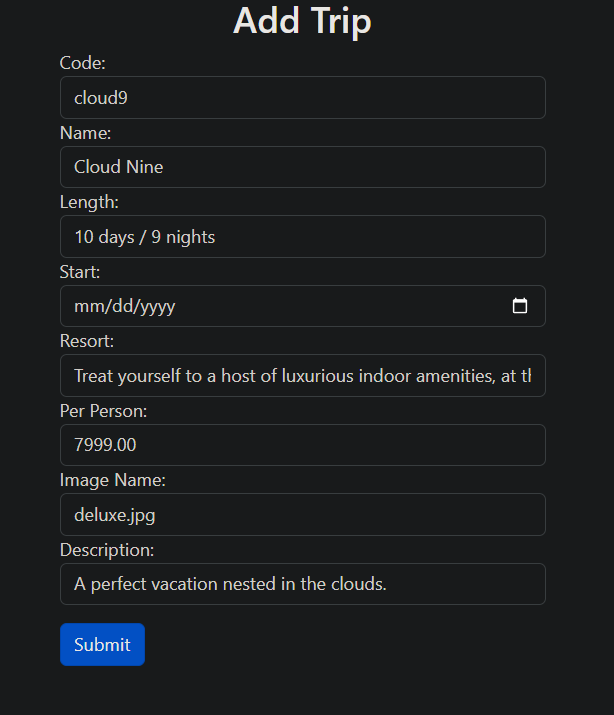 Add Trip
Code:
cloud9
Name:
Cloud Nine
Length:
10 days / 9 nights
Start:
mm/dd/yyyy
Resort:
Treat yourself to a host of luxurious indoor amenities, at
Per Person:
7999.00
Image Name:
deluxe.jpg
Description:
A perfect vacation nested in the clouds.
Submit